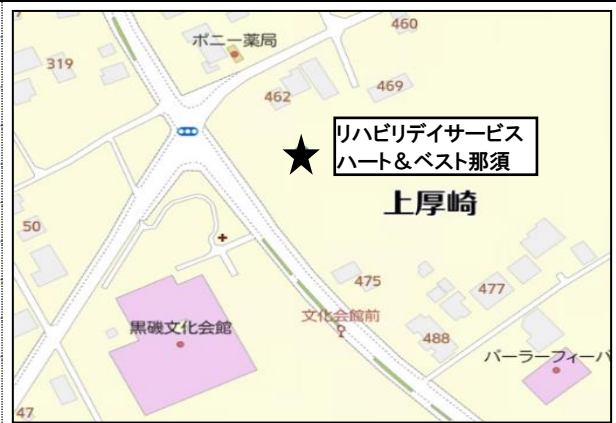 460
ポニー薬局
319
469
462
リハビリデイサービス
ハート&ベスト那須
上厚崎
50
475
477
文化会館前
黒磯文化会館
488
パーラーフィーバ
47